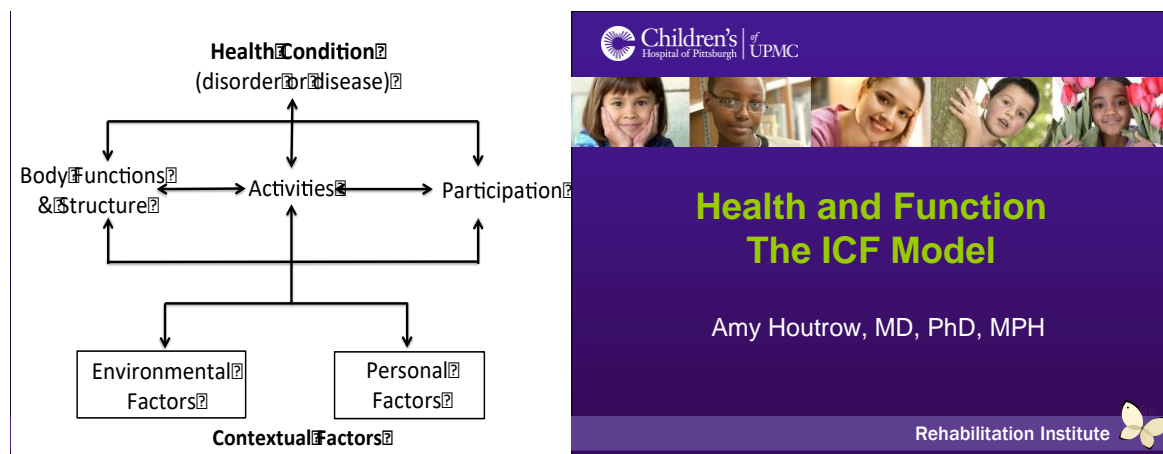 Health Condition
(disorder or disease)
Body Functions
& Structure
Activities
Participation
Environmental
Factors
Personal
Factors
Contextual Factors
Children's
Hospital of Pittsburgh
of
UPMC
Health and Function
The ICF Model
Amy Houtrow, MD, PhD, MPH
Rehabilitation Institute